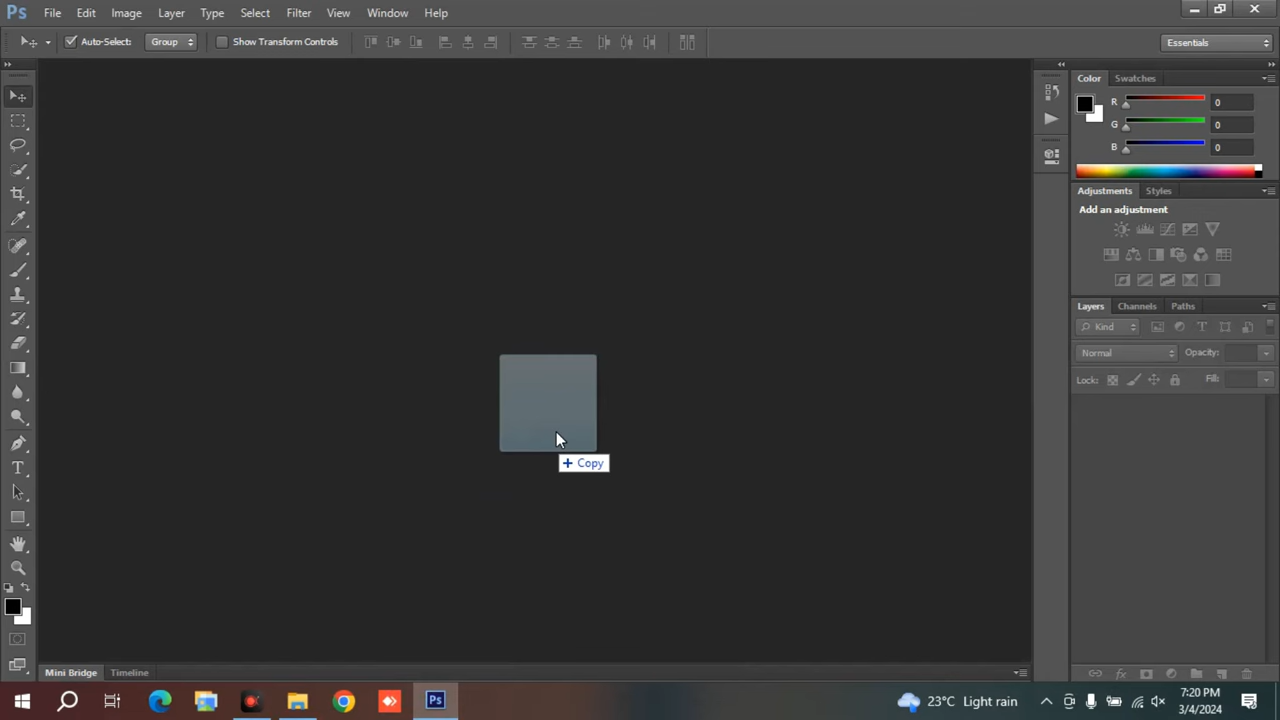 Ps File Edit Image Layer Type Select Filter View Window Help
Auto-Select: Group Show Transform Controls Essentials
Color Swatches
R 0
G 0
B 0
Adjustments Styles
Add an adjustment
Layers Channels Paths
Kind
Normal Opacity:
Lock: Fill:
T
+ Copy
Mini Bridge Timeline
Ps 23°C Light rain 7:20 PM
3/4/2024